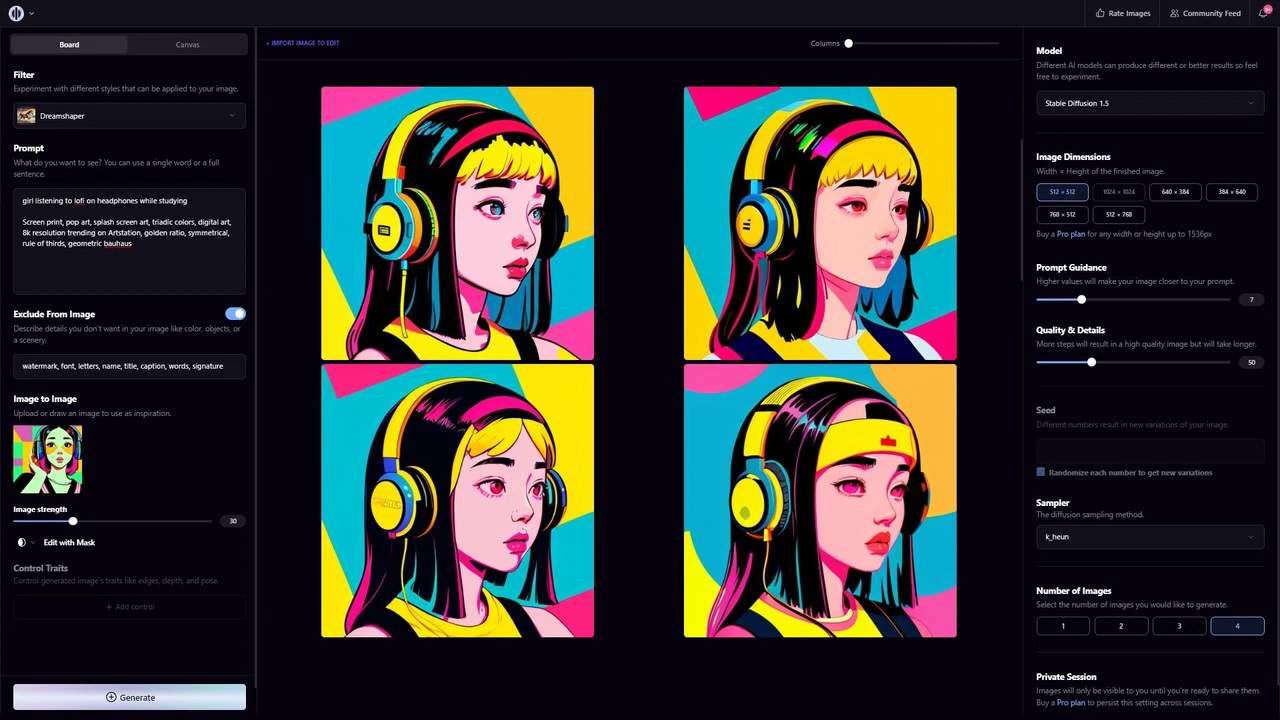 Rate Images
Community Feed
9+
Board
Canvas
Filter
Experiment with different styles that can be applied to your image.
Dreamshaper
Prompt
What do you want to see? You can use a single word or a full
sentence.
girl listening to lofi on headphones while studying
Screen print, pop art, splash screen art, triadic colors, digital art,
8k resolution trending on Artstation, golden ratio, symmetrical,
rule of thirds, geometric bauhaus
Exclude From Image
Describe details you don't want in your image like color, objects, or
a scenery.
watermark, font, letters, name, title, caption, words, signature
Image to Image
Upload or draw an image to use as inspiration.
Image strength
30
Edit with Mask
Control Traits
Control generated image's traits like edges, depth, and pose.
+ Add control
Generate
+ IMPORT IMAGE TO EDIT
Columns
Model
Different AI models can produce different or better results so feel
free to experiment.
Stable Diffusion 1.5
Image Dimensions
Width × Height of the finished image.
512 × 512
1024 × 1024
640 × 384
384 × 640
768 × 512
512 × 768
Buy a Pro plan for any width or height up to 1536px
Prompt Guidance
Higher values will make your image closer to your prompt.
7
Quality & Details
More steps will result in a high quality image but will take longer.
50
Seed
Different numbers result in new variations of your image.
Randomize each number to get new variations
Sampler
The diffusion sampling method.
k_heun
Number of Images
Select the number of images you would like to generate.
1
2
3
4
Private Session
Images will only be visible to you until you're ready to share them.
Buy a Pro plan to persist this setting across sessions.